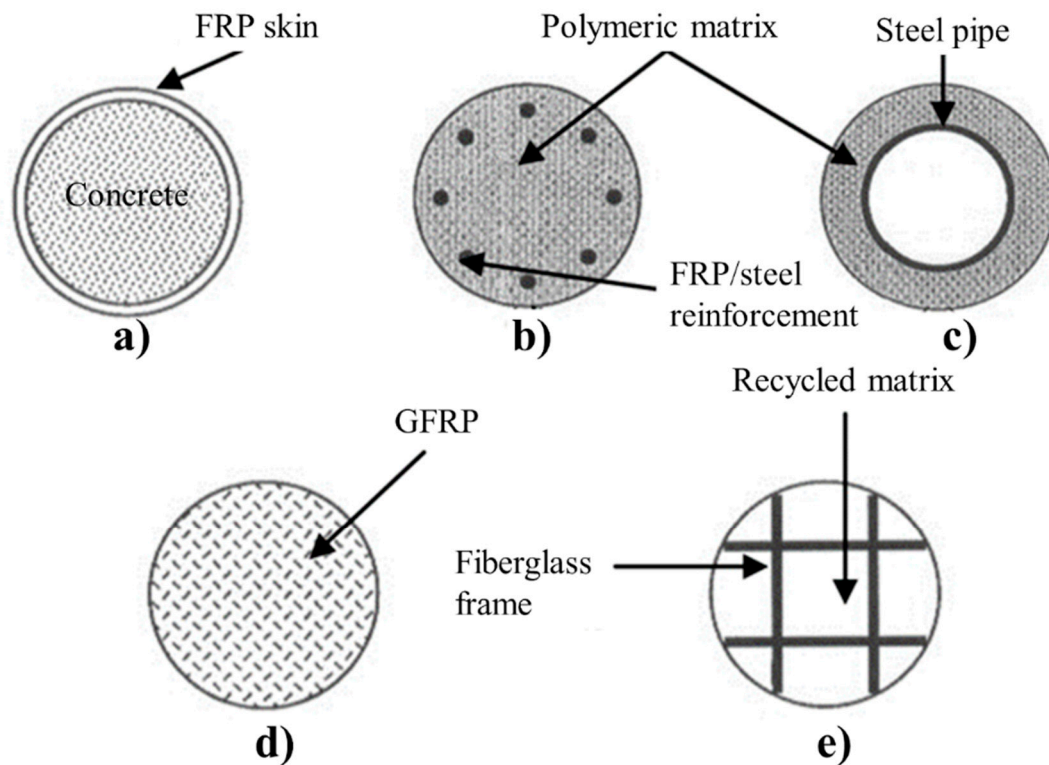 FRP skin
Polymeric matrix
Steel pipe
Concrete
FRP/steel
reinforcement
a)
b)
c)
Recycled matrix
GFRP
Fiberglass
frame
d)
e)